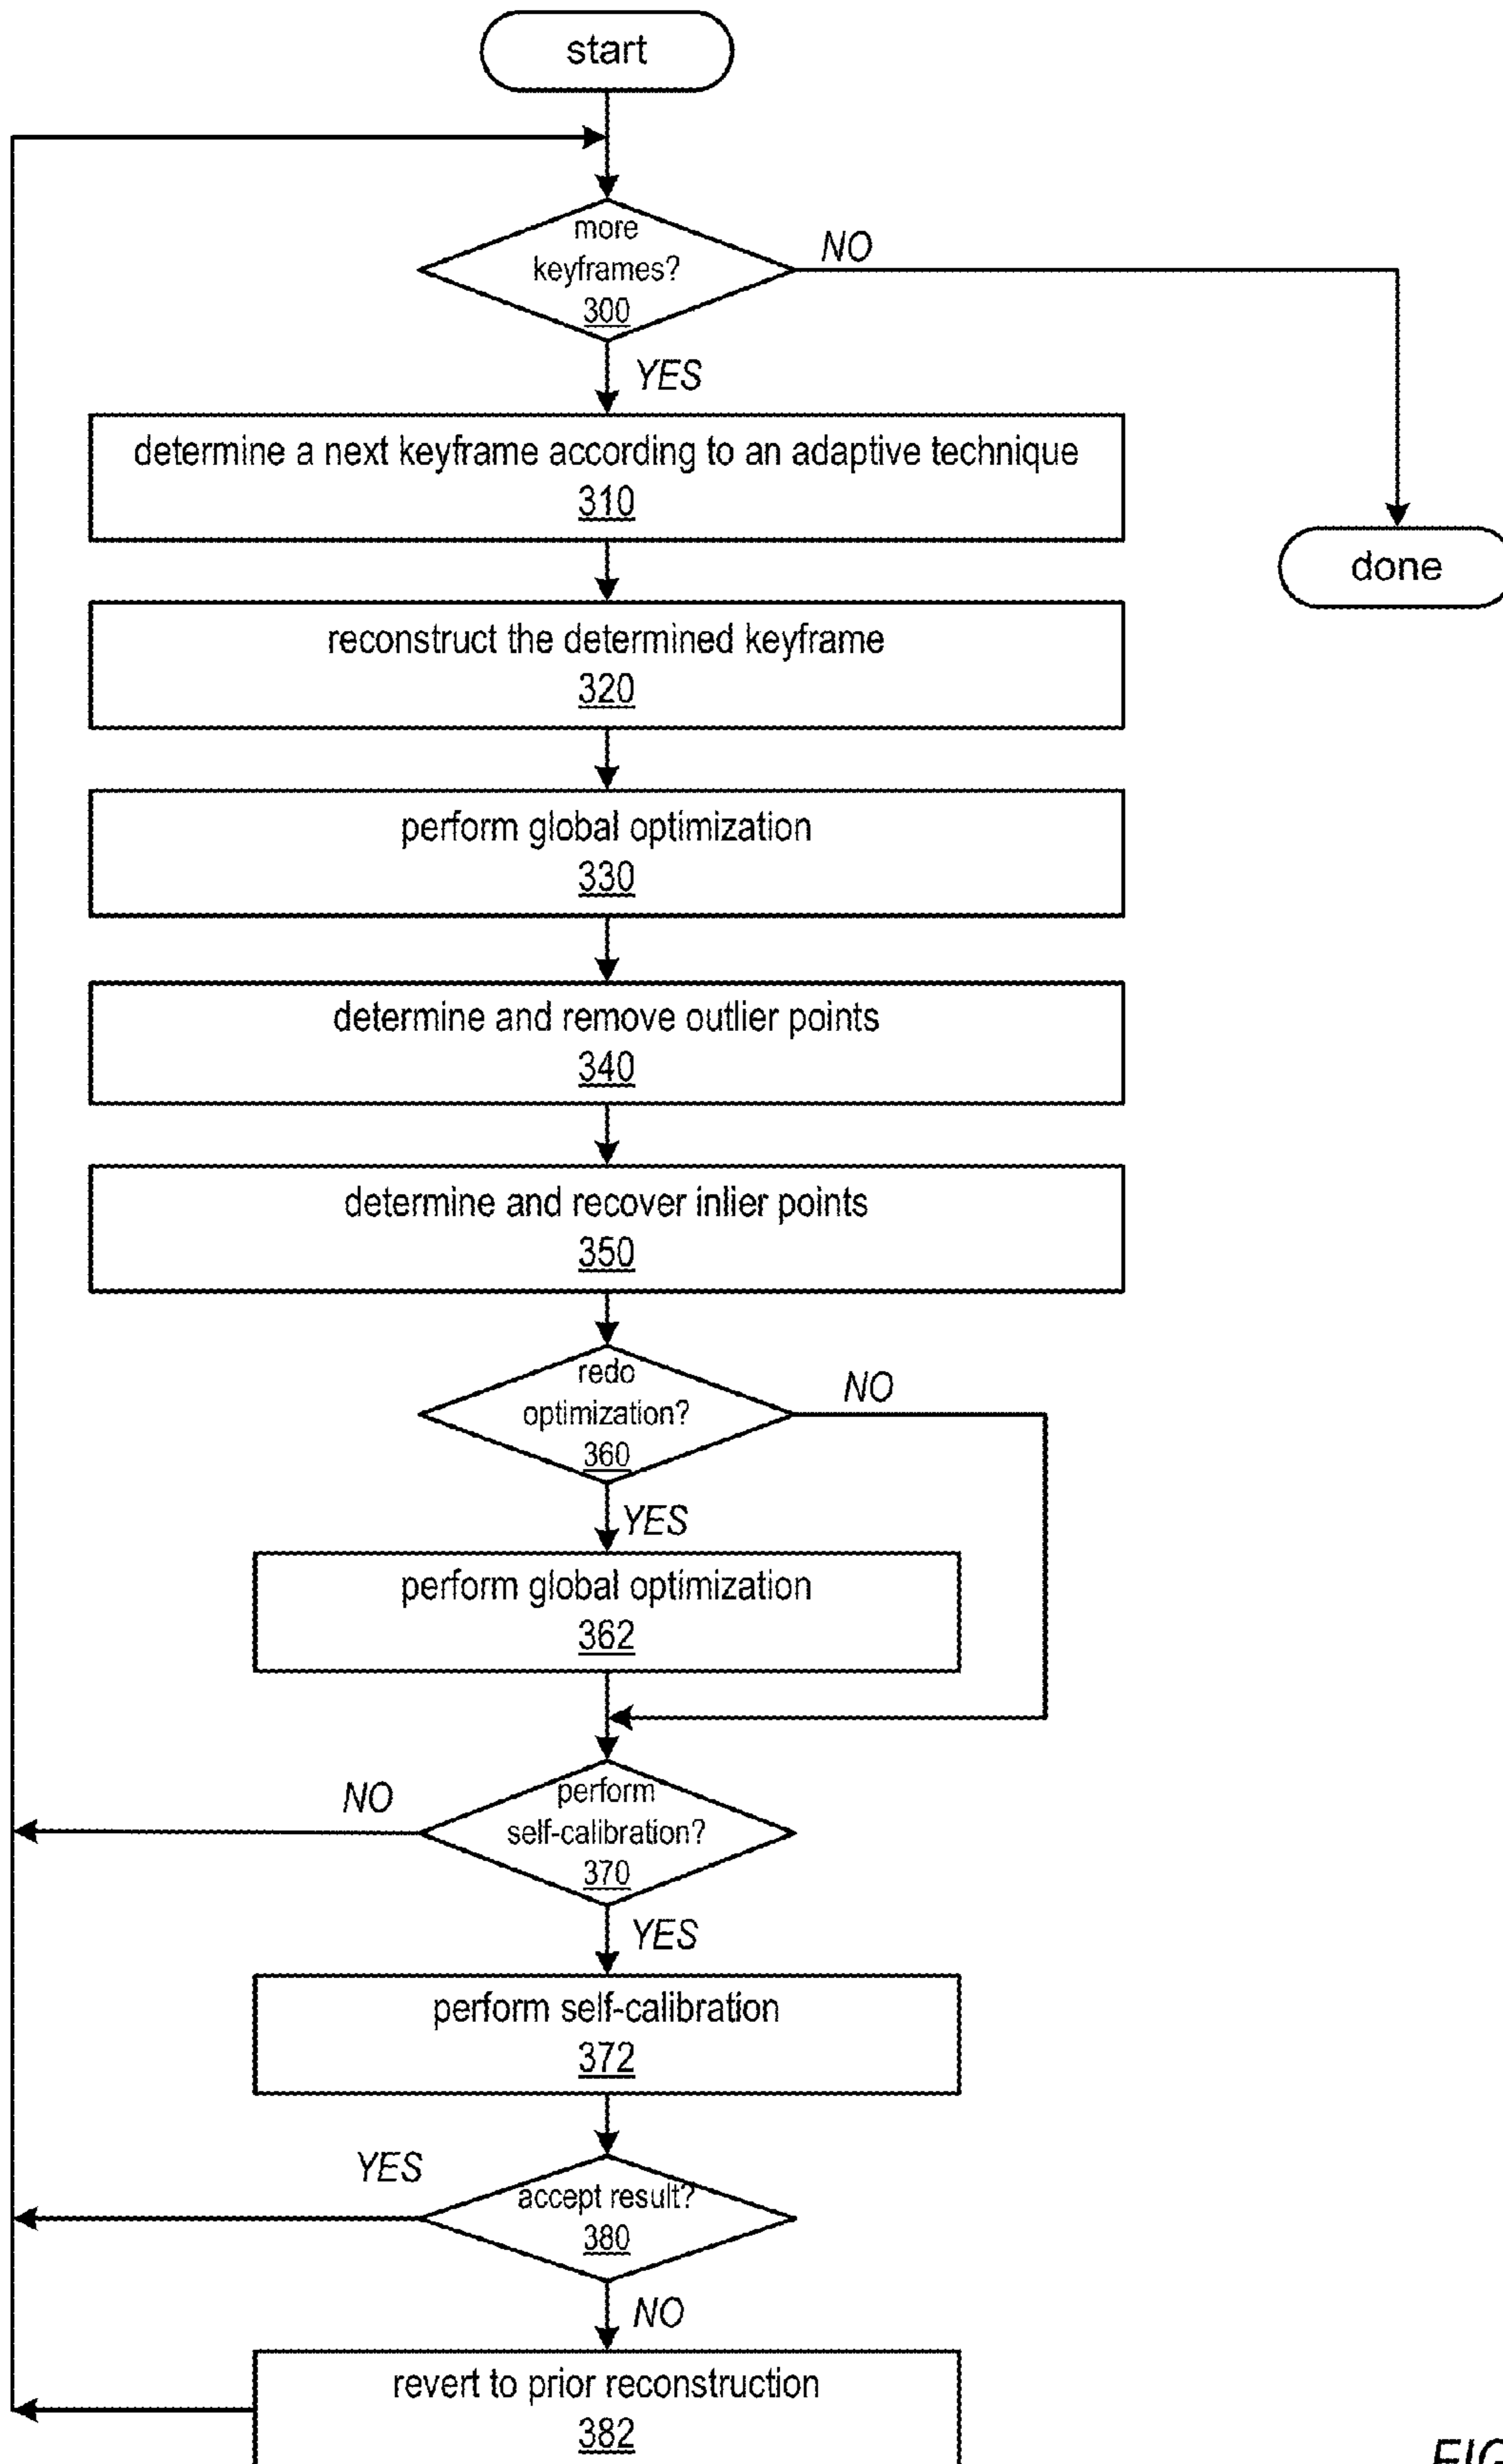 start
more
keyframes?
300
NO
YES
determine a next keyframe according to an adaptive technique
310
done
reconstruct the determined keyframe
320
perform global optimization
330
determine and remove outlier points
340
determine and recover inlier points
350
redo
optimization?
360
NO
YES
perform global optimization
362
NO
perform
self-calibration?
370
YES
perform self-calibration
372
YES
accept result?
380
NO
revert to prior reconstruction
382